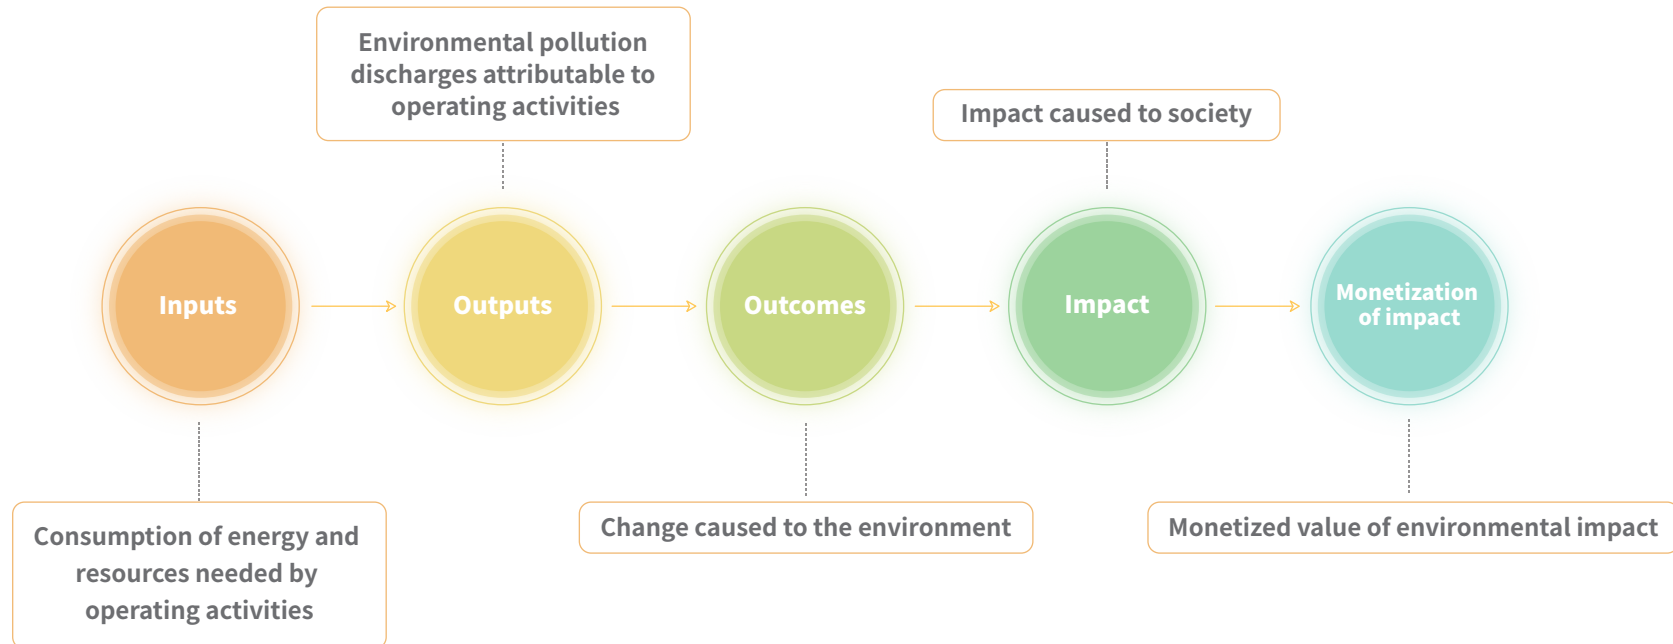 Environmental pollution
discharges attributable to
operating activities
Impact caused to society
Inputs
Outputs
Outcomes
Impact
Monetization
of impact
Consumption of energy and
resources needed by
operating activities
Change caused to the environment
Monetized value of environmental impact